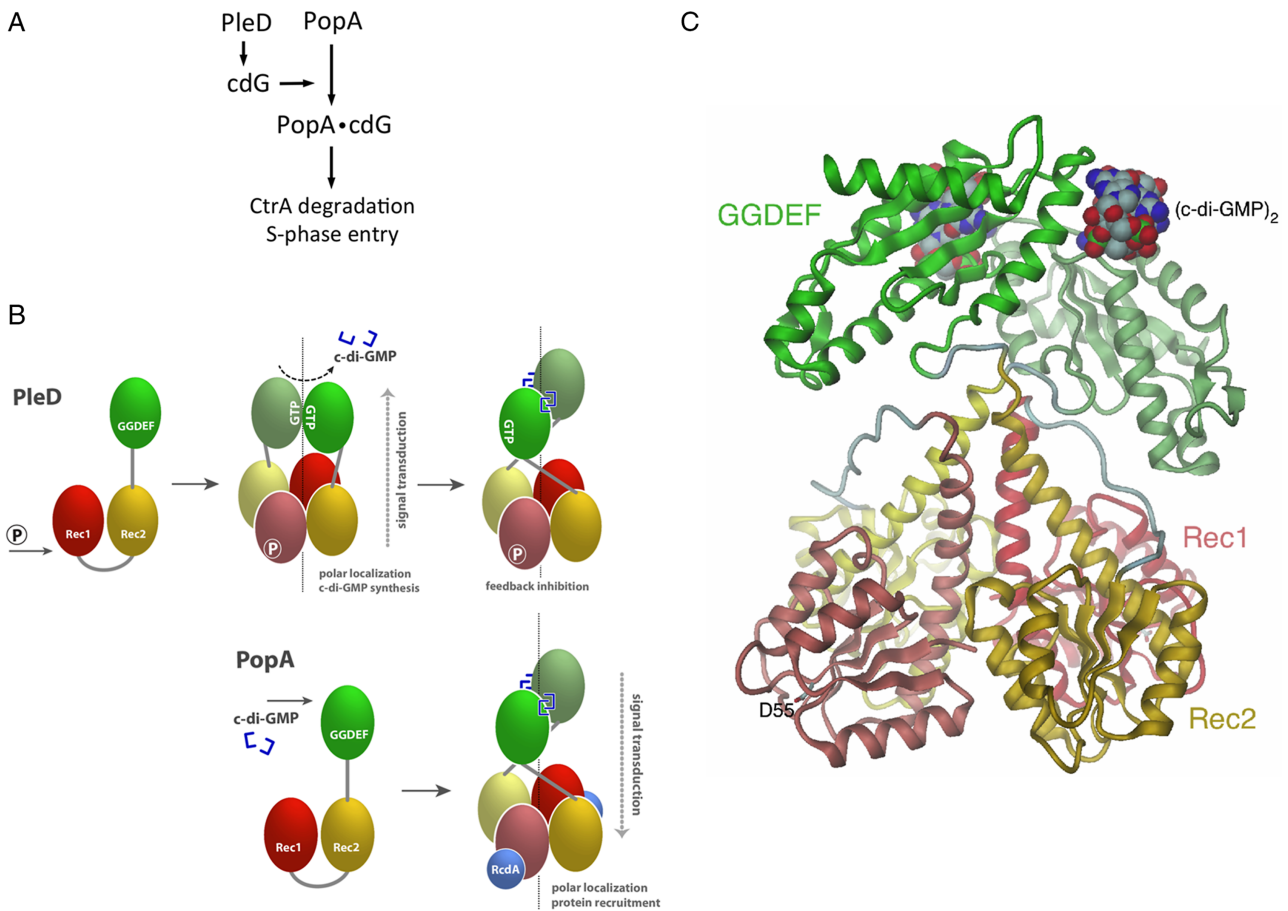 A
PleD
PopA
cdG
PopA•cdG
CtrA degradation
S-phase entry
B
PleD
P
Rec1
Rec2
GGDEF
GTP
GTP
c-di-GMP
P
signal transduction
polar localization
c-di-GMP synthesis
GTP
P
feedback inhibition
PopA
c-di-GMP
GGDEF
Rec1
Rec2
RcdA
signal transduction
polar localization
protein recruitment
C
GGDEF
(c-di-GMP)2
Rec1
D55
Rec2